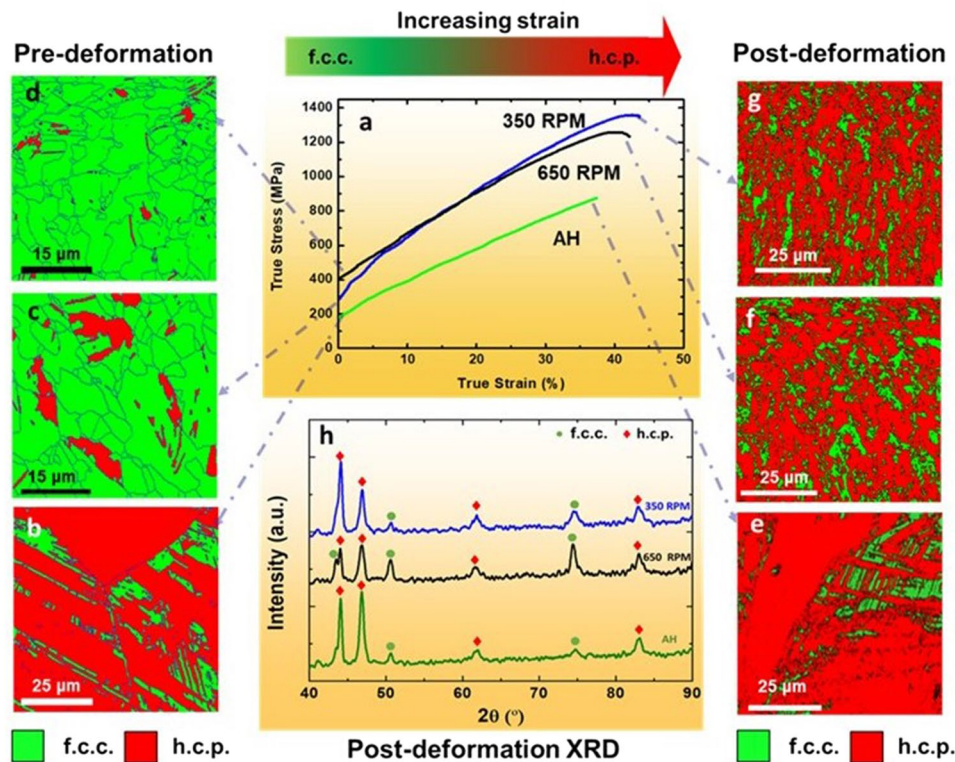 Increasing strain
f.c.c. h.c.p.
Pre-deformation
Post-deformation
d
15 µm
c
15 µm
b
25 µm
f.c.c. h.c.p.
a
350 RPM
650 RPM
AH
True Stress (MPa)
1400
1200
1000
800
600
400
200
0
0 10 20 30 40 50
True Strain (%)
h
f.c.c. h.c.p.
350 RPM
650 RPM
AH
Intensity (a.u.)
40 50 60 70 80 90
2θ (°)
Post-deformation XRD
g
25 µm
f
25 µm
e
25 µm
f.c.c. h.c.p.